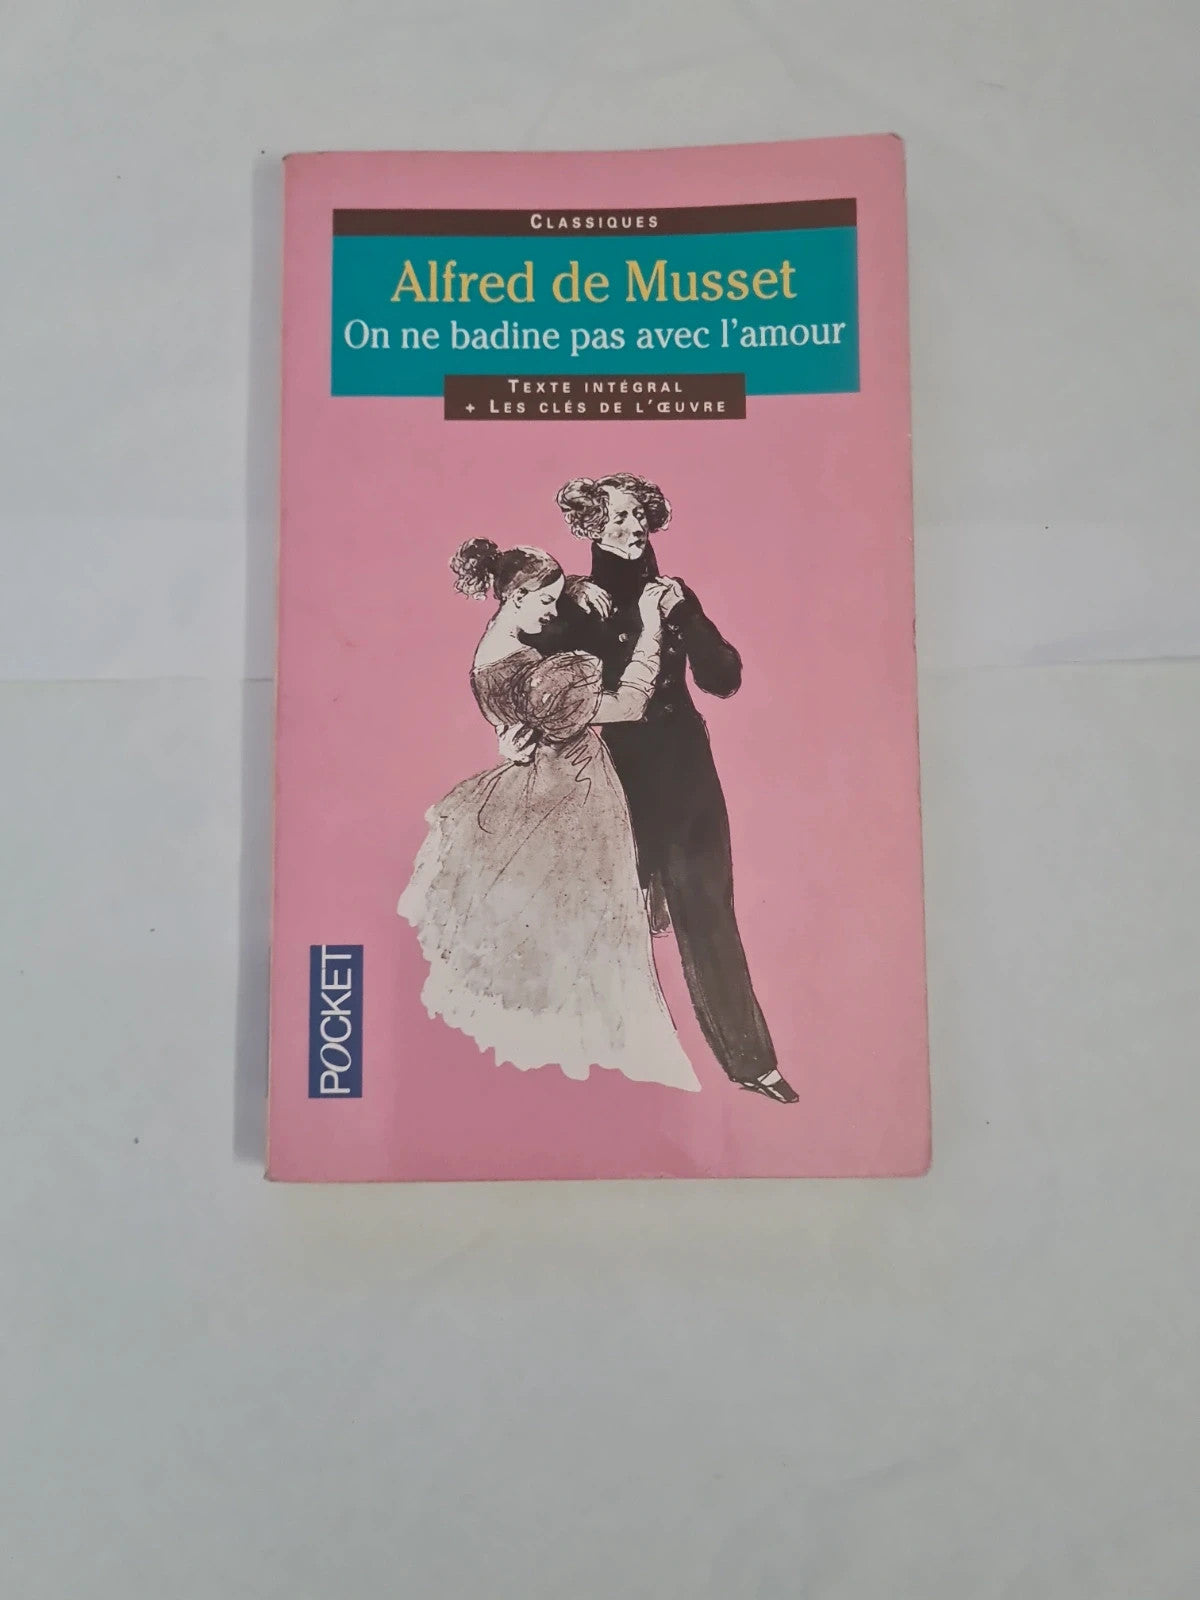 CLASSIQUES
Alfred de Musset
On ne badine pas avec l'amour
TEXTE INTÉGRAL
+ LES CLÉS DE L'ŒUVRE
POCKET